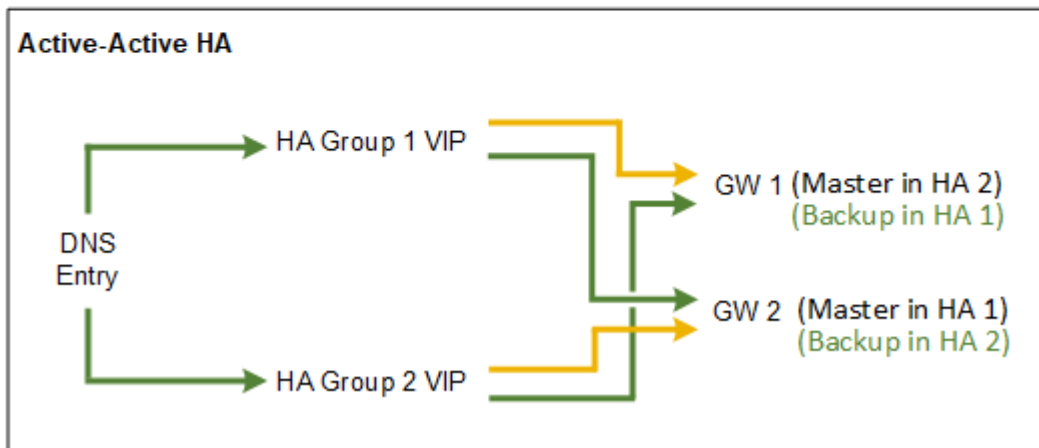 Active-Active HA
HA Group 1 VIP
GW 1 (Master in HA 2)
(Backup in HA 1)
DNS
Entry
GW 2 (Master in HA 1)
(Backup in HA 2)
HA Group 2 VIP